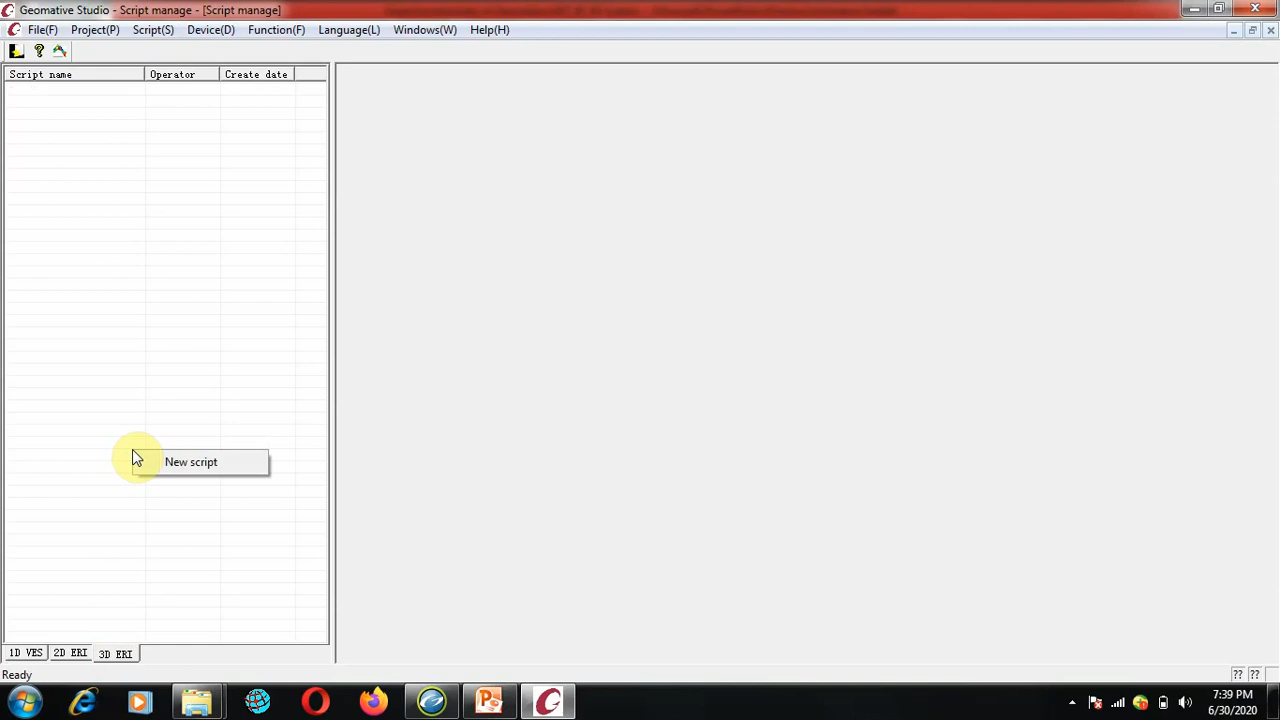 Geomative Studio - Script manage - [Script manage]
File(F) Project(P) Script(S) Device(D) Function(F) Language(L) Windows(W) Help(H)
Script name Operator Create date
New script
1D VES 2D ERI 3D ERI
Ready ?? ??
7:39 PM
6/30/2020